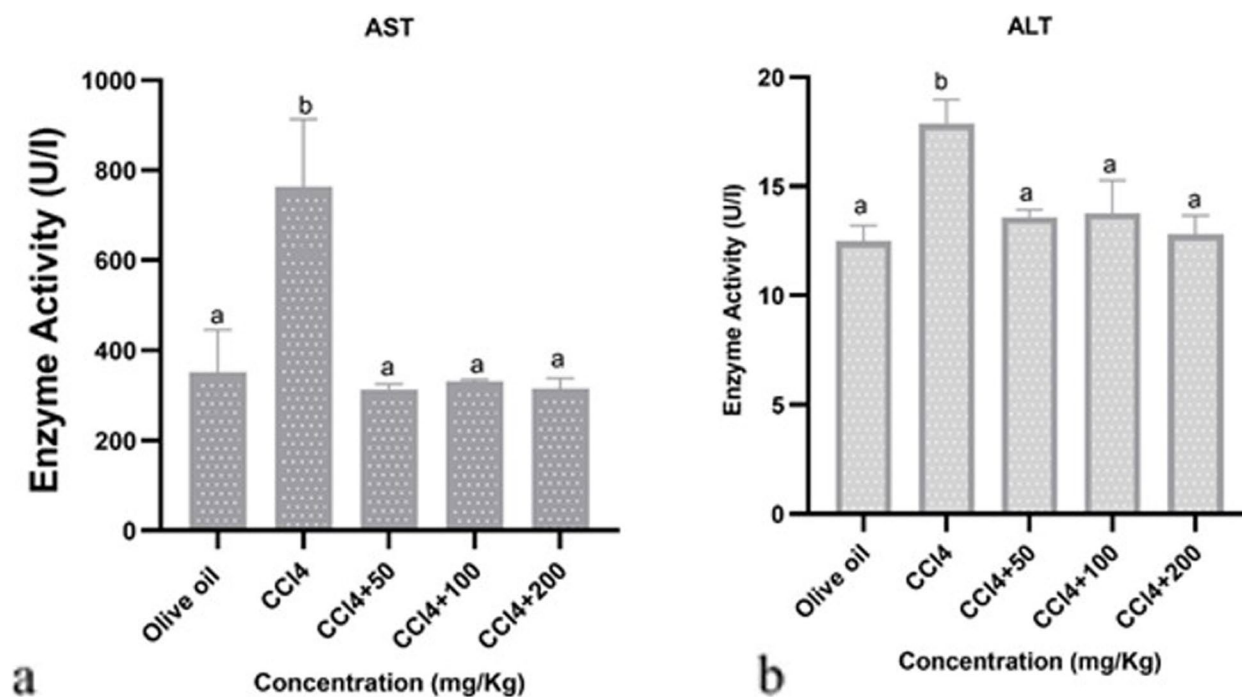 AST
1000
800
600
400
200
0
Enzyme Activity (U/l)
b
a
a
a
a
Olive oil
CCl4
CCl4+50
CCl4+100
CCl4+200
Concentration (mg/Kg)
a
ALT
20
15
10
5
0
Enzyme Activity (U/l)
b
a
a
a
a
Olive oil
CCl4
CCl4+50
CCl4+100
CCl4+200
Concentration (mg/Kg)
b